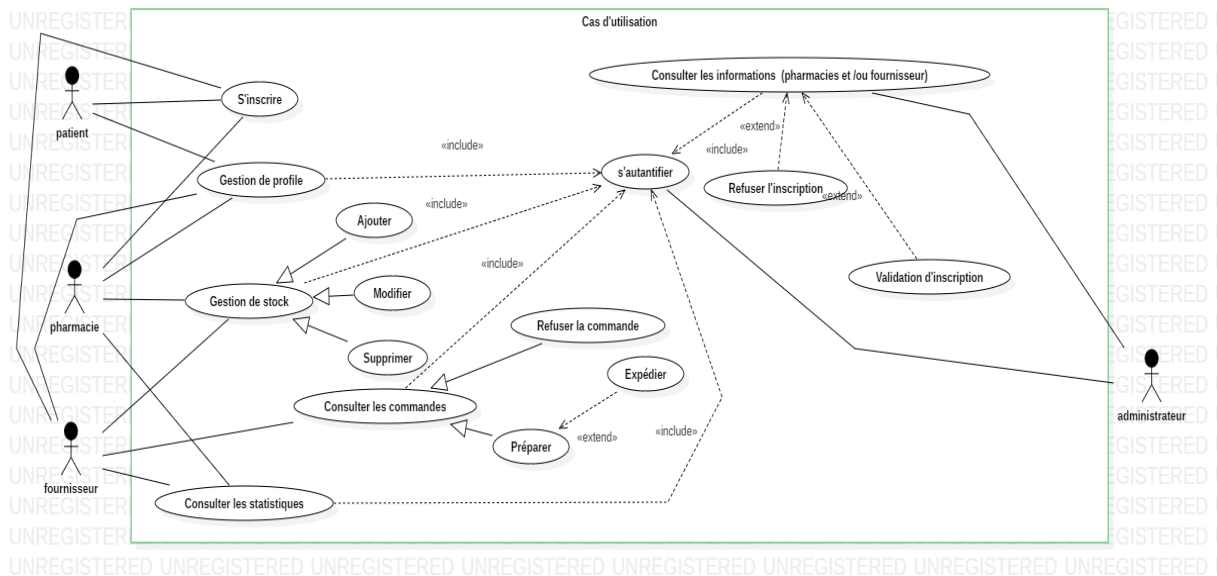 Cas d'utilisation
UNREGISTERED UNREGISTERED UNREGISTERED UNREGISTERED UNREGISTERED UNREGISTERED UNREGISTERED UNREGISTERED
Consulter les informations (pharmacies et /ou fournisseur)
S'inscrire
patient
«extend»
«include»
«include»
s'autantifier
Gestion de profile
Refuser l'inscription
«extend»
«include»
Ajouter
«include»
Validation d'inscription
Modifier
Gestion de stock
pharmacie
Refuser la commande
Supprimer
Expédier
Consulter les commandes
administrateur
«include»
«extend»
Préparer
fournisseur
Consulter les statistiques